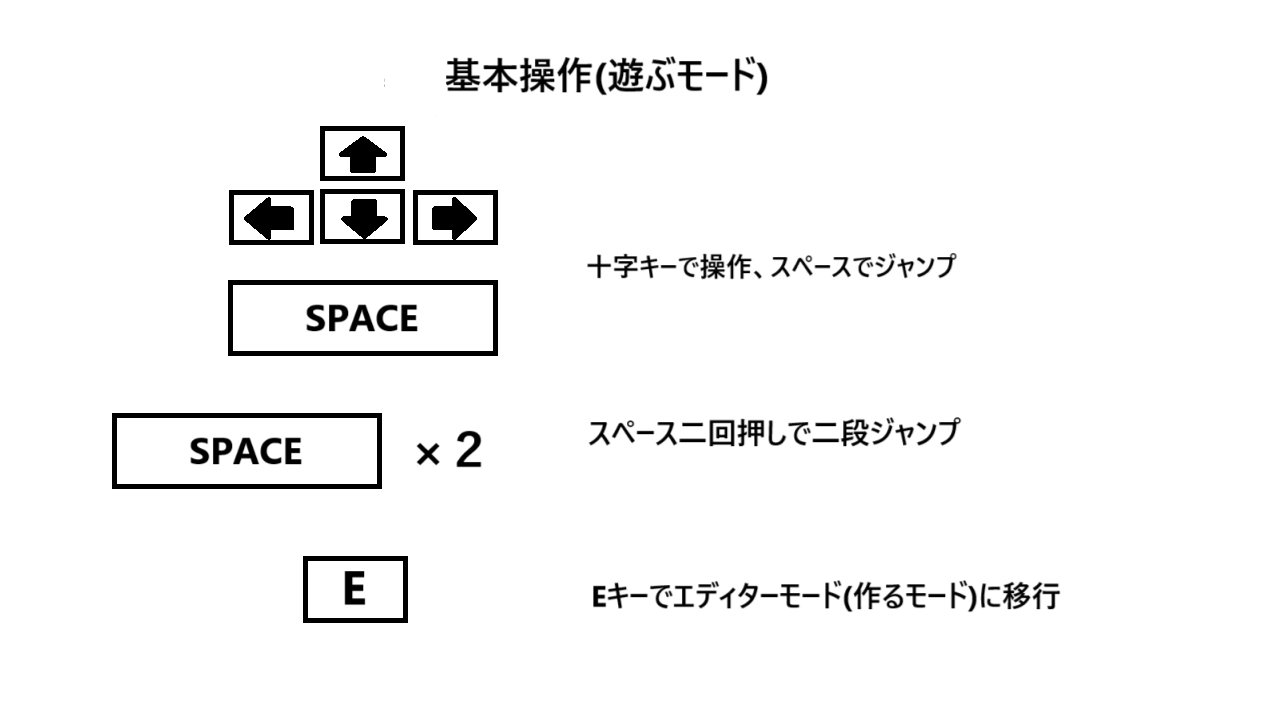 基本操作(遊ぶモード)
十字キーで操作、スペースでジャンプ
SPACE
SPACE ×2 スペース二回押しで二段ジャンプ
E Eキーでエディターモード(作るモード)に移行